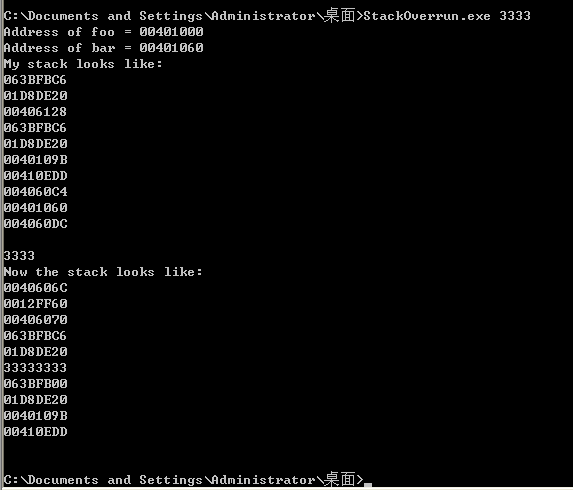 C:\Documents and Settings\Administrator\桌面>StackOverrun.exe 3333
Address of foo = 00401000
Address of bar = 00401060
My stack looks like:
063BFBC6
01D8DE20
00406128
063BFBC6
01D8DE20
0040109B
00410EDD
004060C4
00401060
004060DC
3333
Now the stack looks like:
0040606C
0012FF60
00406070
063BFBC6
01D8DE20
33333333
063BFB00
01D8DE20
0040109B
00410EDD
C:\Documents and Settings\Administrator\桌面>